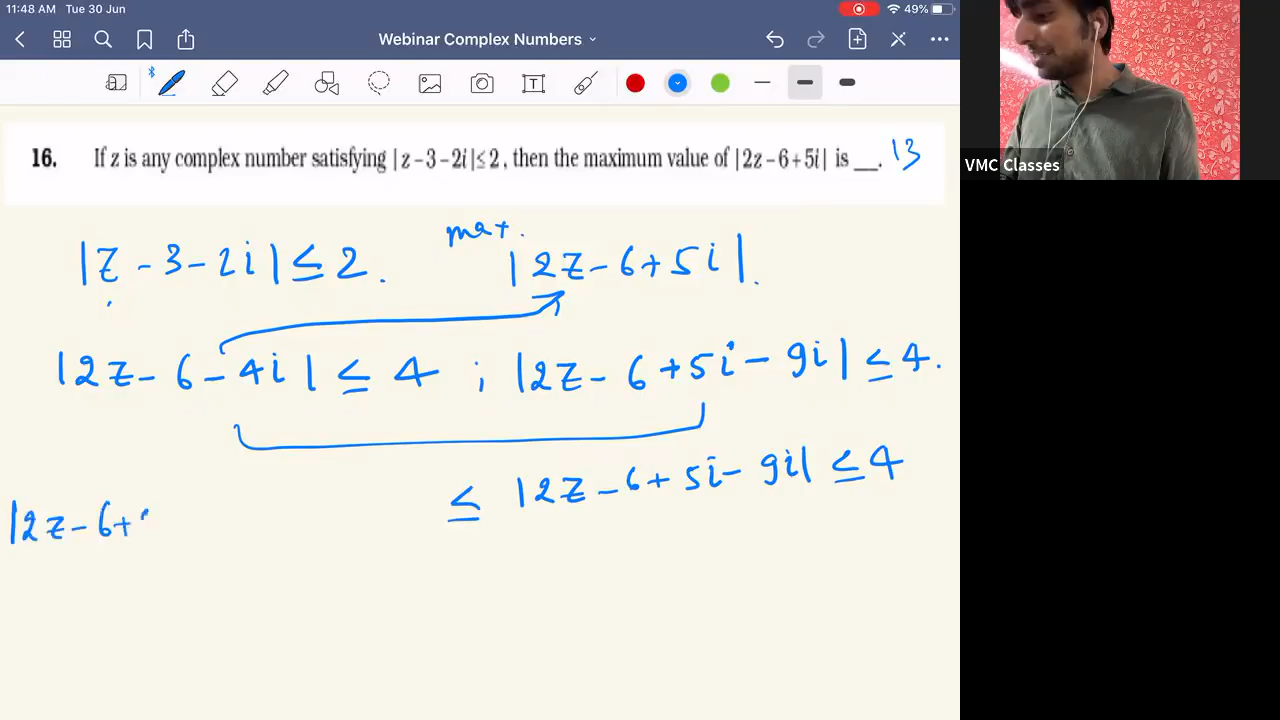 11:48 AM Tue 30 Jun
49%
Webinar Complex Numbers
T
16. If z is any complex number satisfying |z-3-2i|≤2, then the maximum value of |2z-6+5i| is __. 13
VMC Classes
max.
|z-3-2i|≤2. |2z-6+5i|.
|2z-6-4i|≤4 ; |2z-6+5i-9i|≤4.
≤ |2z-6+5i-9i|≤4
|2z-6+